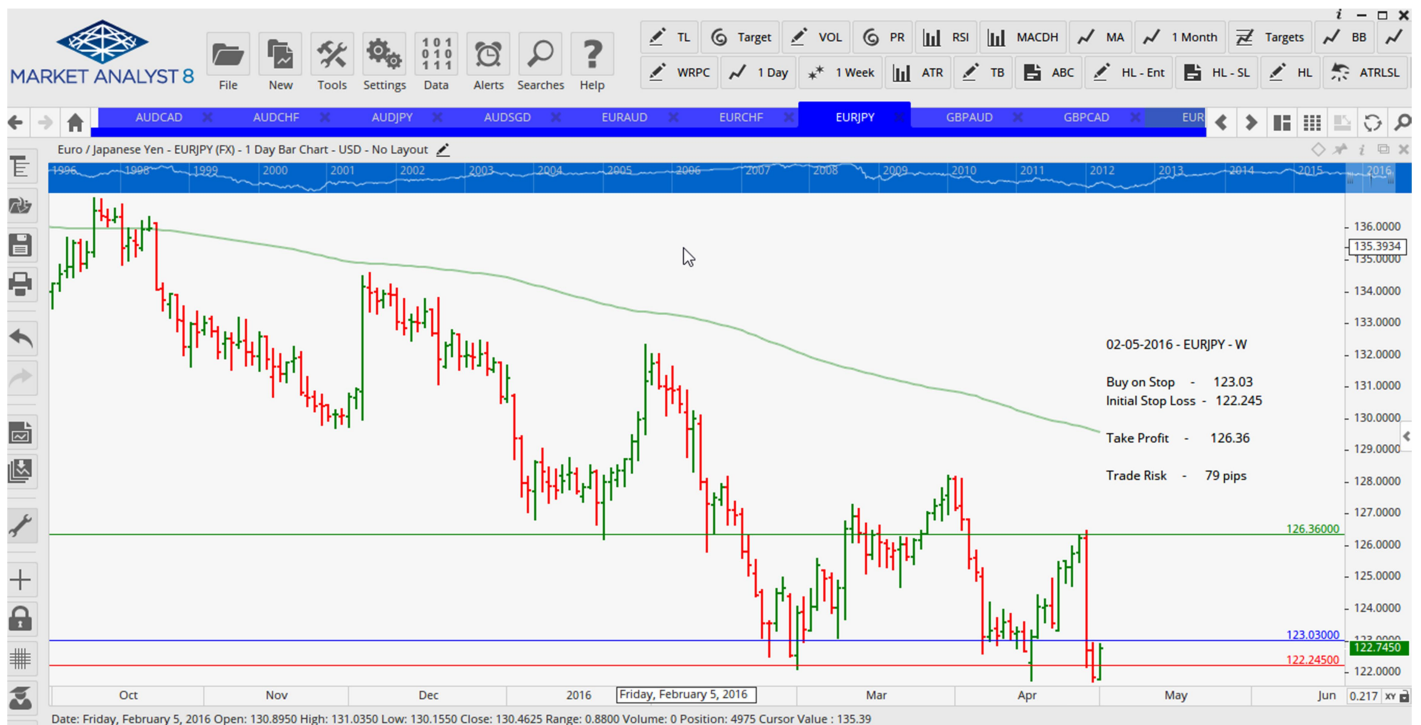 i
TL Target VOL PR RSI MACDH MA 1 Month Targets BB
WRPC 1 Day 1 Week ATR TB ABC HL - Ent HL - SL HL ATRLSL
MARKET ANALYST 8
101
010
111
File New Tools Settings Data Alerts Searches Help
AUDCAD AUDCHF AUDJPY AUDSGD EURAUD EURCHF EURJPY GBPAUD GBPCAD EUR
Euro / Japanese Yen - EURJPY (FX) - 1 Day Bar Chart - USD - No Layout
1996 1998 1999 2000 2001 2002 2003 2004 2005 2006 2007 2008 2009 2010 2011 2012 2013 2014 2015 2016
136.0000
135.3934
135.0000
134.0000
133.0000
132.0000
131.0000
130.0000
129.0000
128.0000
127.0000
126.0000
125.0000
124.0000
123.0000
122.7450
122.0000
02-05-2016 - EURJPY - W
Buy on Stop - 123.03
Initial Stop Loss - 122.245
Take Profit - 126.36
Trade Risk - 79 pips
126.36000
123.03000
122.24500
Oct Nov Dec 2016 Friday, February 5, 2016 Mar Apr May Jun 0.217 XY
Date: Friday, February 5, 2016 Open: 130.8950 High: 131.0350 Low: 130.1550 Close: 130.4625 Range: 0.8800 Volume: 0 Position: 4975 Cursor Value : 135.39